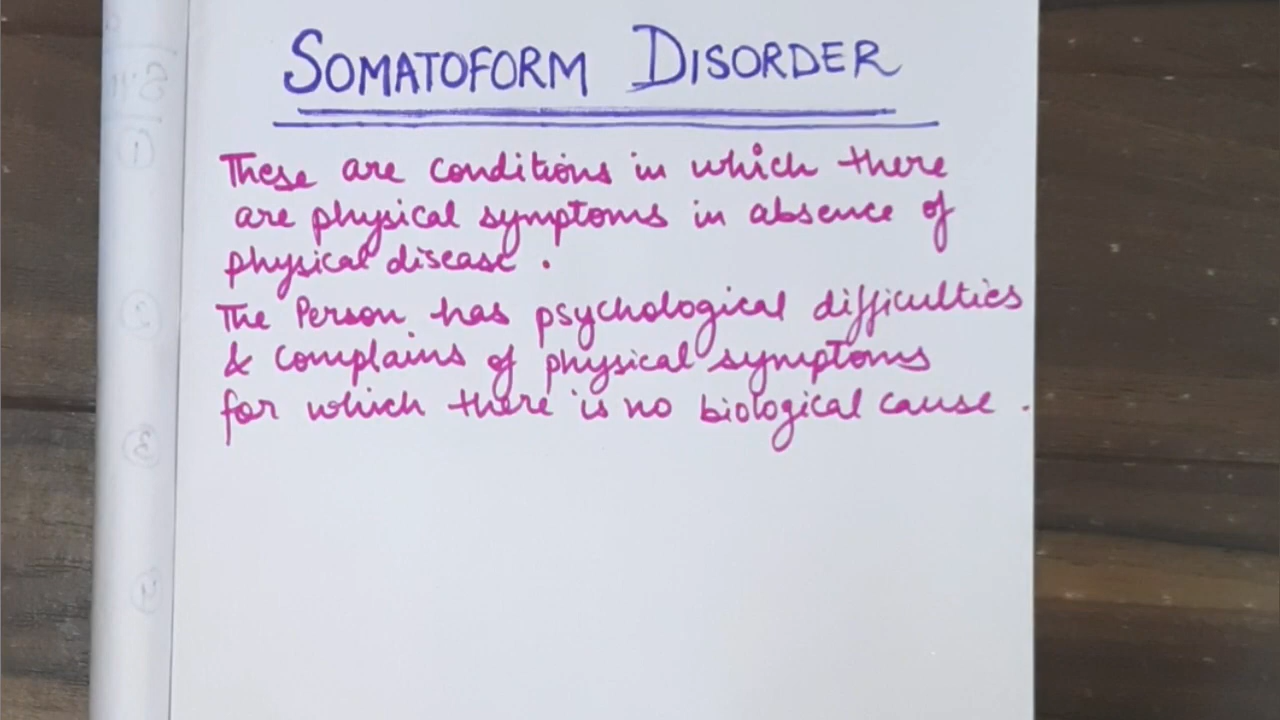 SOMATOFORM DISORDER
These are conditions in which there
are physical symptoms in absence of
physical disease.
The Person has psychological difficulties
& complains of physical symptoms
for which there is no biological cause.